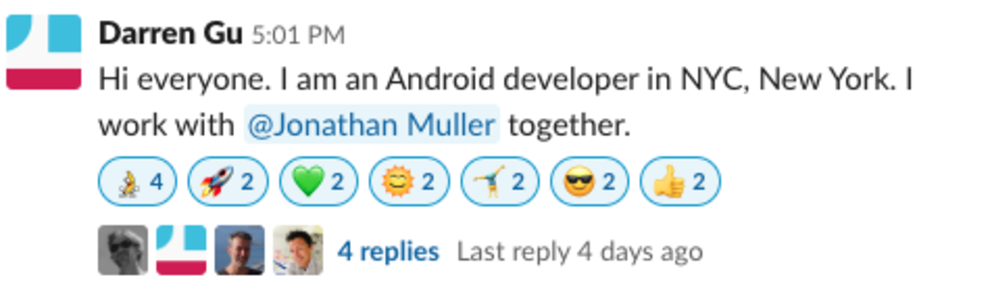 Darren Gu 5:01 PM
Hi everyone. I am an Android developer in NYC, New York. I
work with @Jonathan Muller together.
4 2 2 2 2 2 2
4 replies Last reply 4 days ago